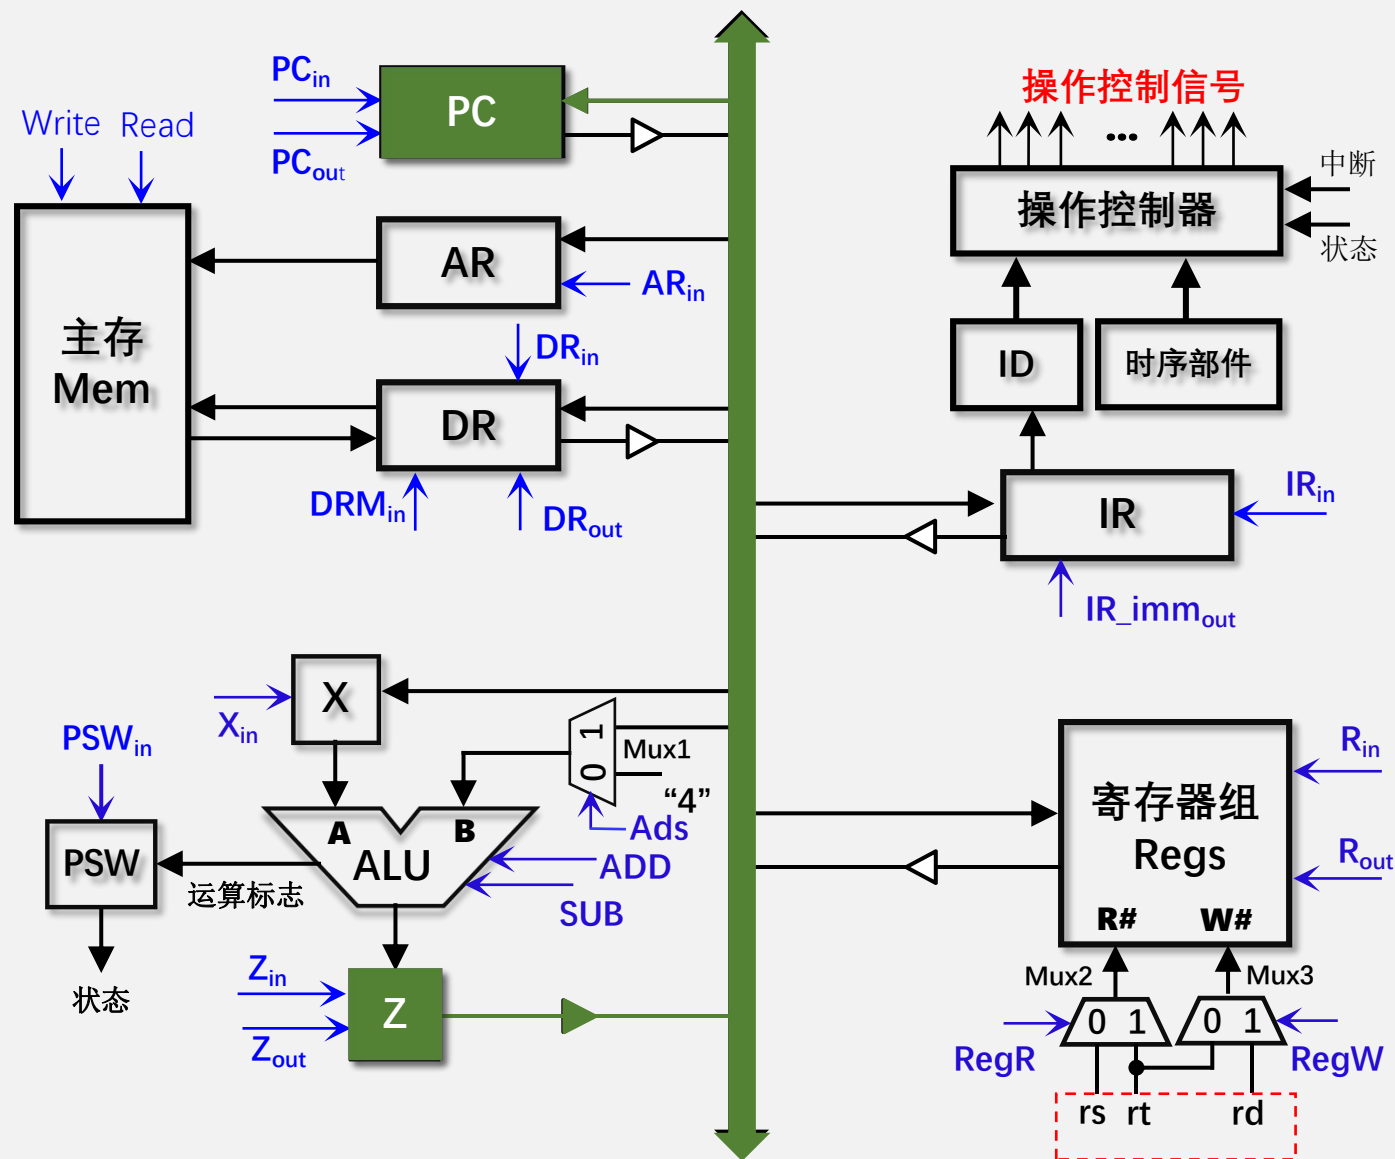 操作控制信号
PCin
PC
PCout
Write
Read
•••
中断
操作控制器
状态
AR
ARin
主存
Mem
DRin
ID
时序部件
DR
DRMin
DRout
IRin
IR
IR_immout
X
Xin
PSWin
1
Mux1
0
“4”
Rin
寄存器组
Regs
A
B
Ads
ALU
ADD
PSW
运算标志
SUB
Rout
R#
W#
Zin
状态
Mux2
Mux3
Z
Zout
0 1
0 1
RegR
RegW
rs rt rd